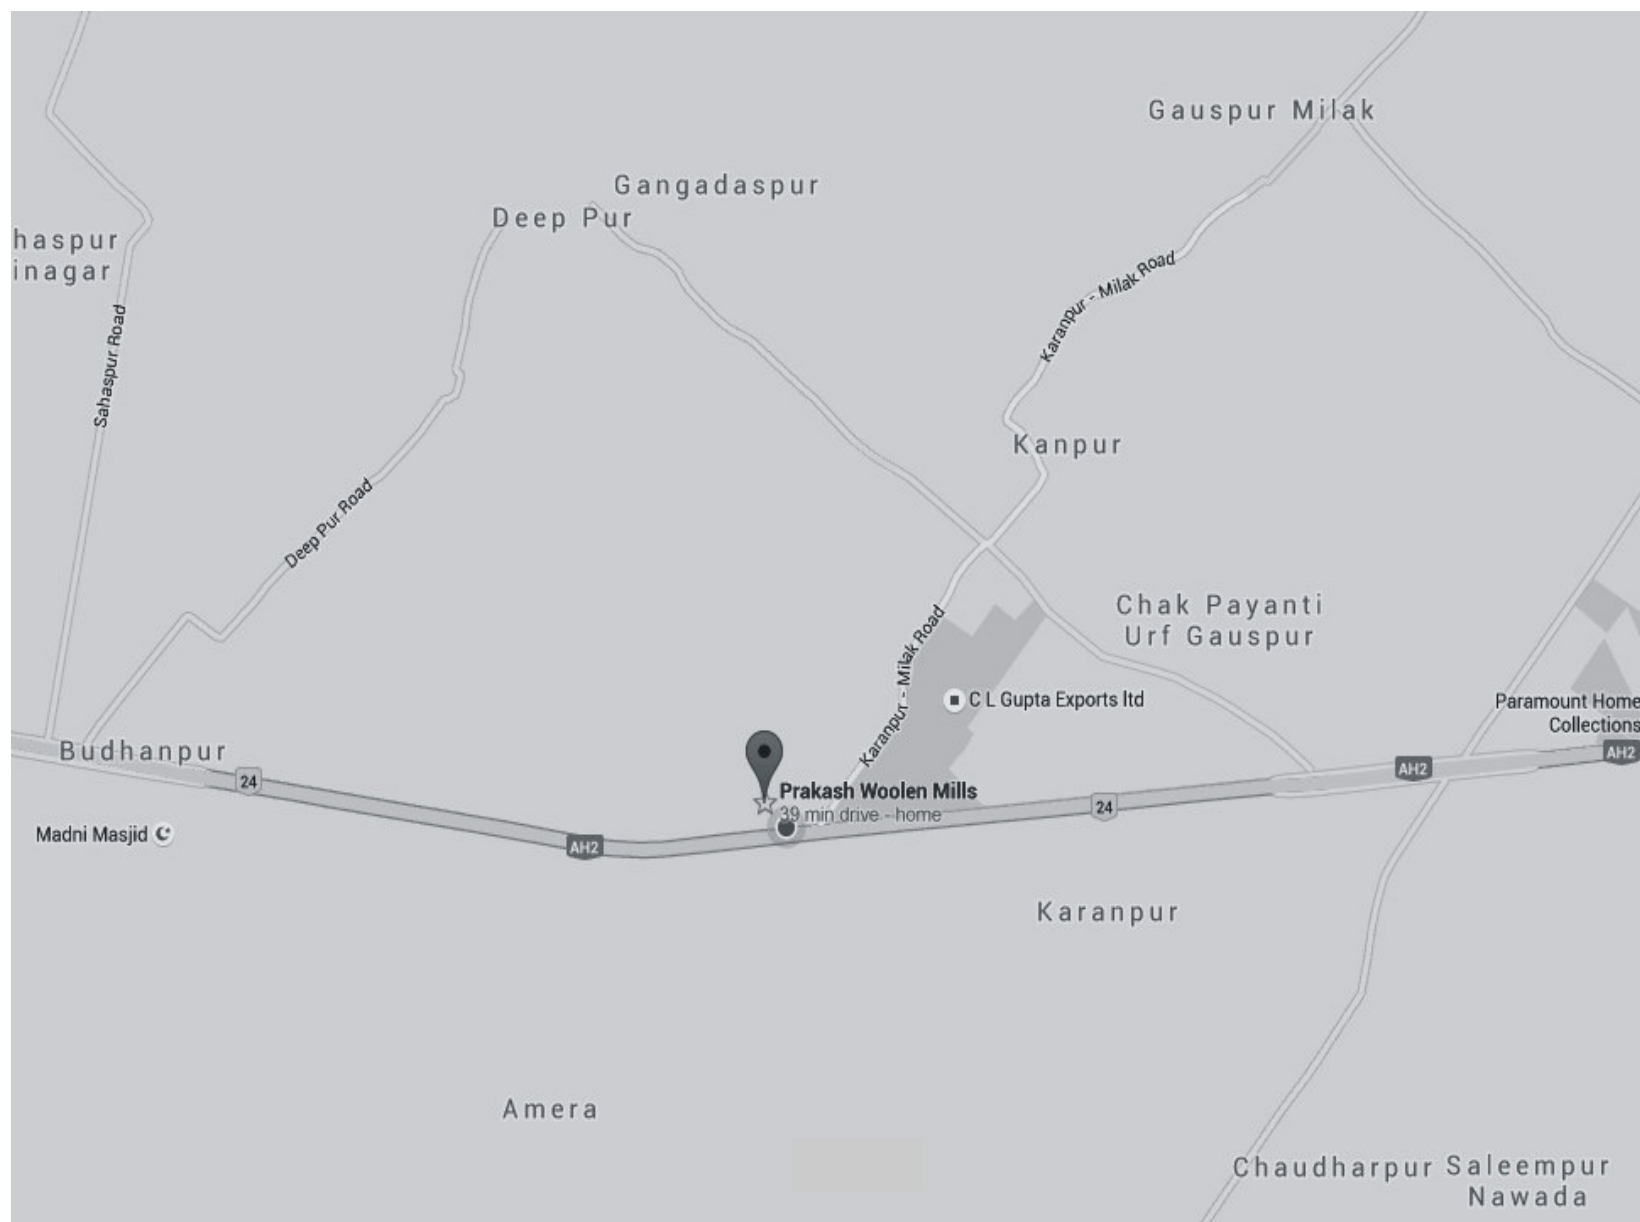 Gauspur Milak
Gangadaspur
Deep Pur
haspur
inagar
Karanpur - Milak Road
Sahaspur Road
Kanpur
Deep Pur Road
Chak Payanti
Urf Gauspur
Karanpur - Milak Road
C L Gupta Exports ltd
Paramount Home
Collections
Budhanpur
AH2
AH2
24
Prakash Woolen Mills
39 min drive - home
24
Madni Masjid
AH2
Karanpur
Amera
Chaudharpur
Saleempur
Nawada